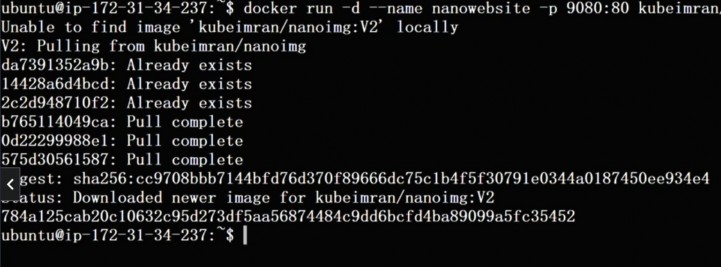 ubuntu@ip-172-31-34-237:~$ docker run -d --name nanowebsite -p 9080:80 kubeimran
Unable to find image 'kubeimran/nanoimg:V2' locally
V2: Pulling from kubeimran/nanoimg
da7391352a9b: Already exists
14428a6d4bcd: Already exists
2c2d948710f2: Already exists
b765114049ca: Pull complete
0d22299988e1: Pull complete
575d30561587: Pull complete
gest: sha256:cc9708bbb7144bfd76d370f89666dc75c1b4f5f30791e0344a0187450ee934e4
Status: Downloaded newer image for kubeimran/nanoimg:V2
784a125cab20c10632c95d273df5aa56874484c9dd6bcfd4ba89099a5fc35452
ubuntu@ip-172-31-34-237:~$